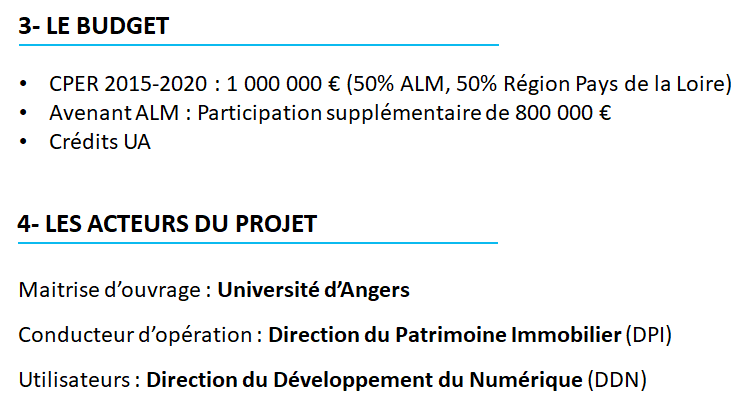 3- LE BUDGET
• CPER 2015-2020 : 1 000 000 € (50% ALM, 50% Région Pays de la Loire)
• Avenant ALM : Participation supplémentaire de 800 000 €
• Crédits UA
4- LES ACTEURS DU PROJET
Maitrise d’ouvrage : Université d’Angers
Conducteur d’opération : Direction du Patrimoine Immobilier (DPI)
Utilisateurs : Direction du Développement du Numérique (DDN)